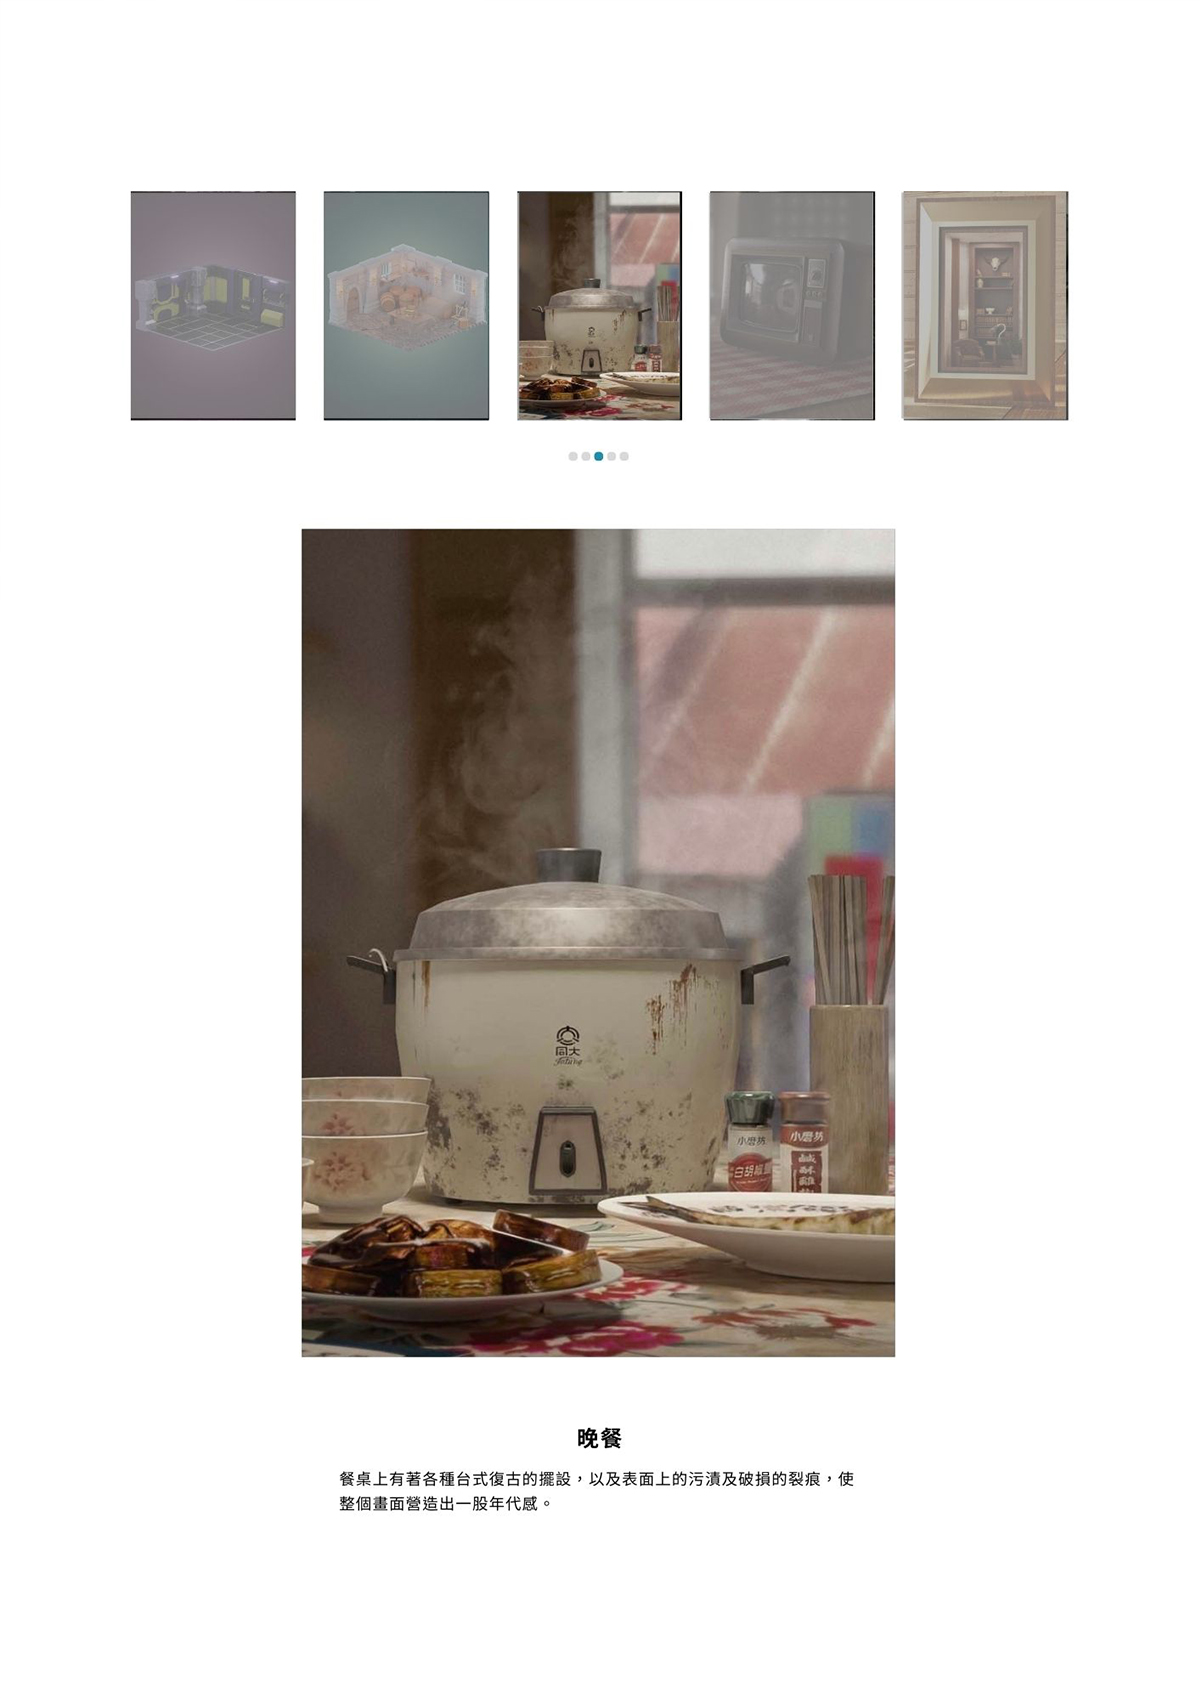 同大
小磨坊
小磨坊
白胡椒鹽
鹹酥雞
晚餐
餐桌上有著各種台式復古的擺設，以及表面上的污漬及破損的裂痕，使
整個畫面營造出一股年代感。